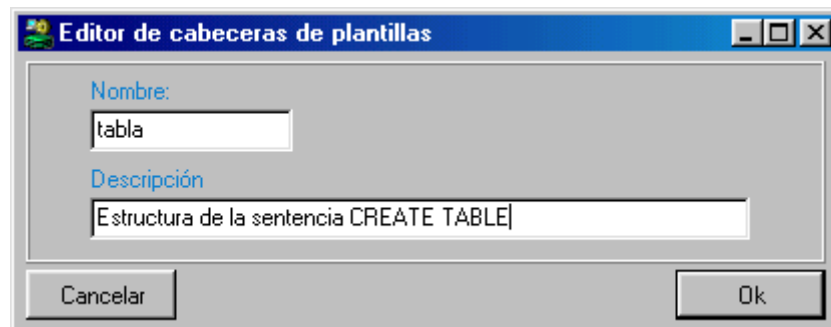 Editor de cabeceras de plantillas
Nombre:
tabla
Descripción
Estructura de la sentencia CREATE TABLE
Cancelar
Ok